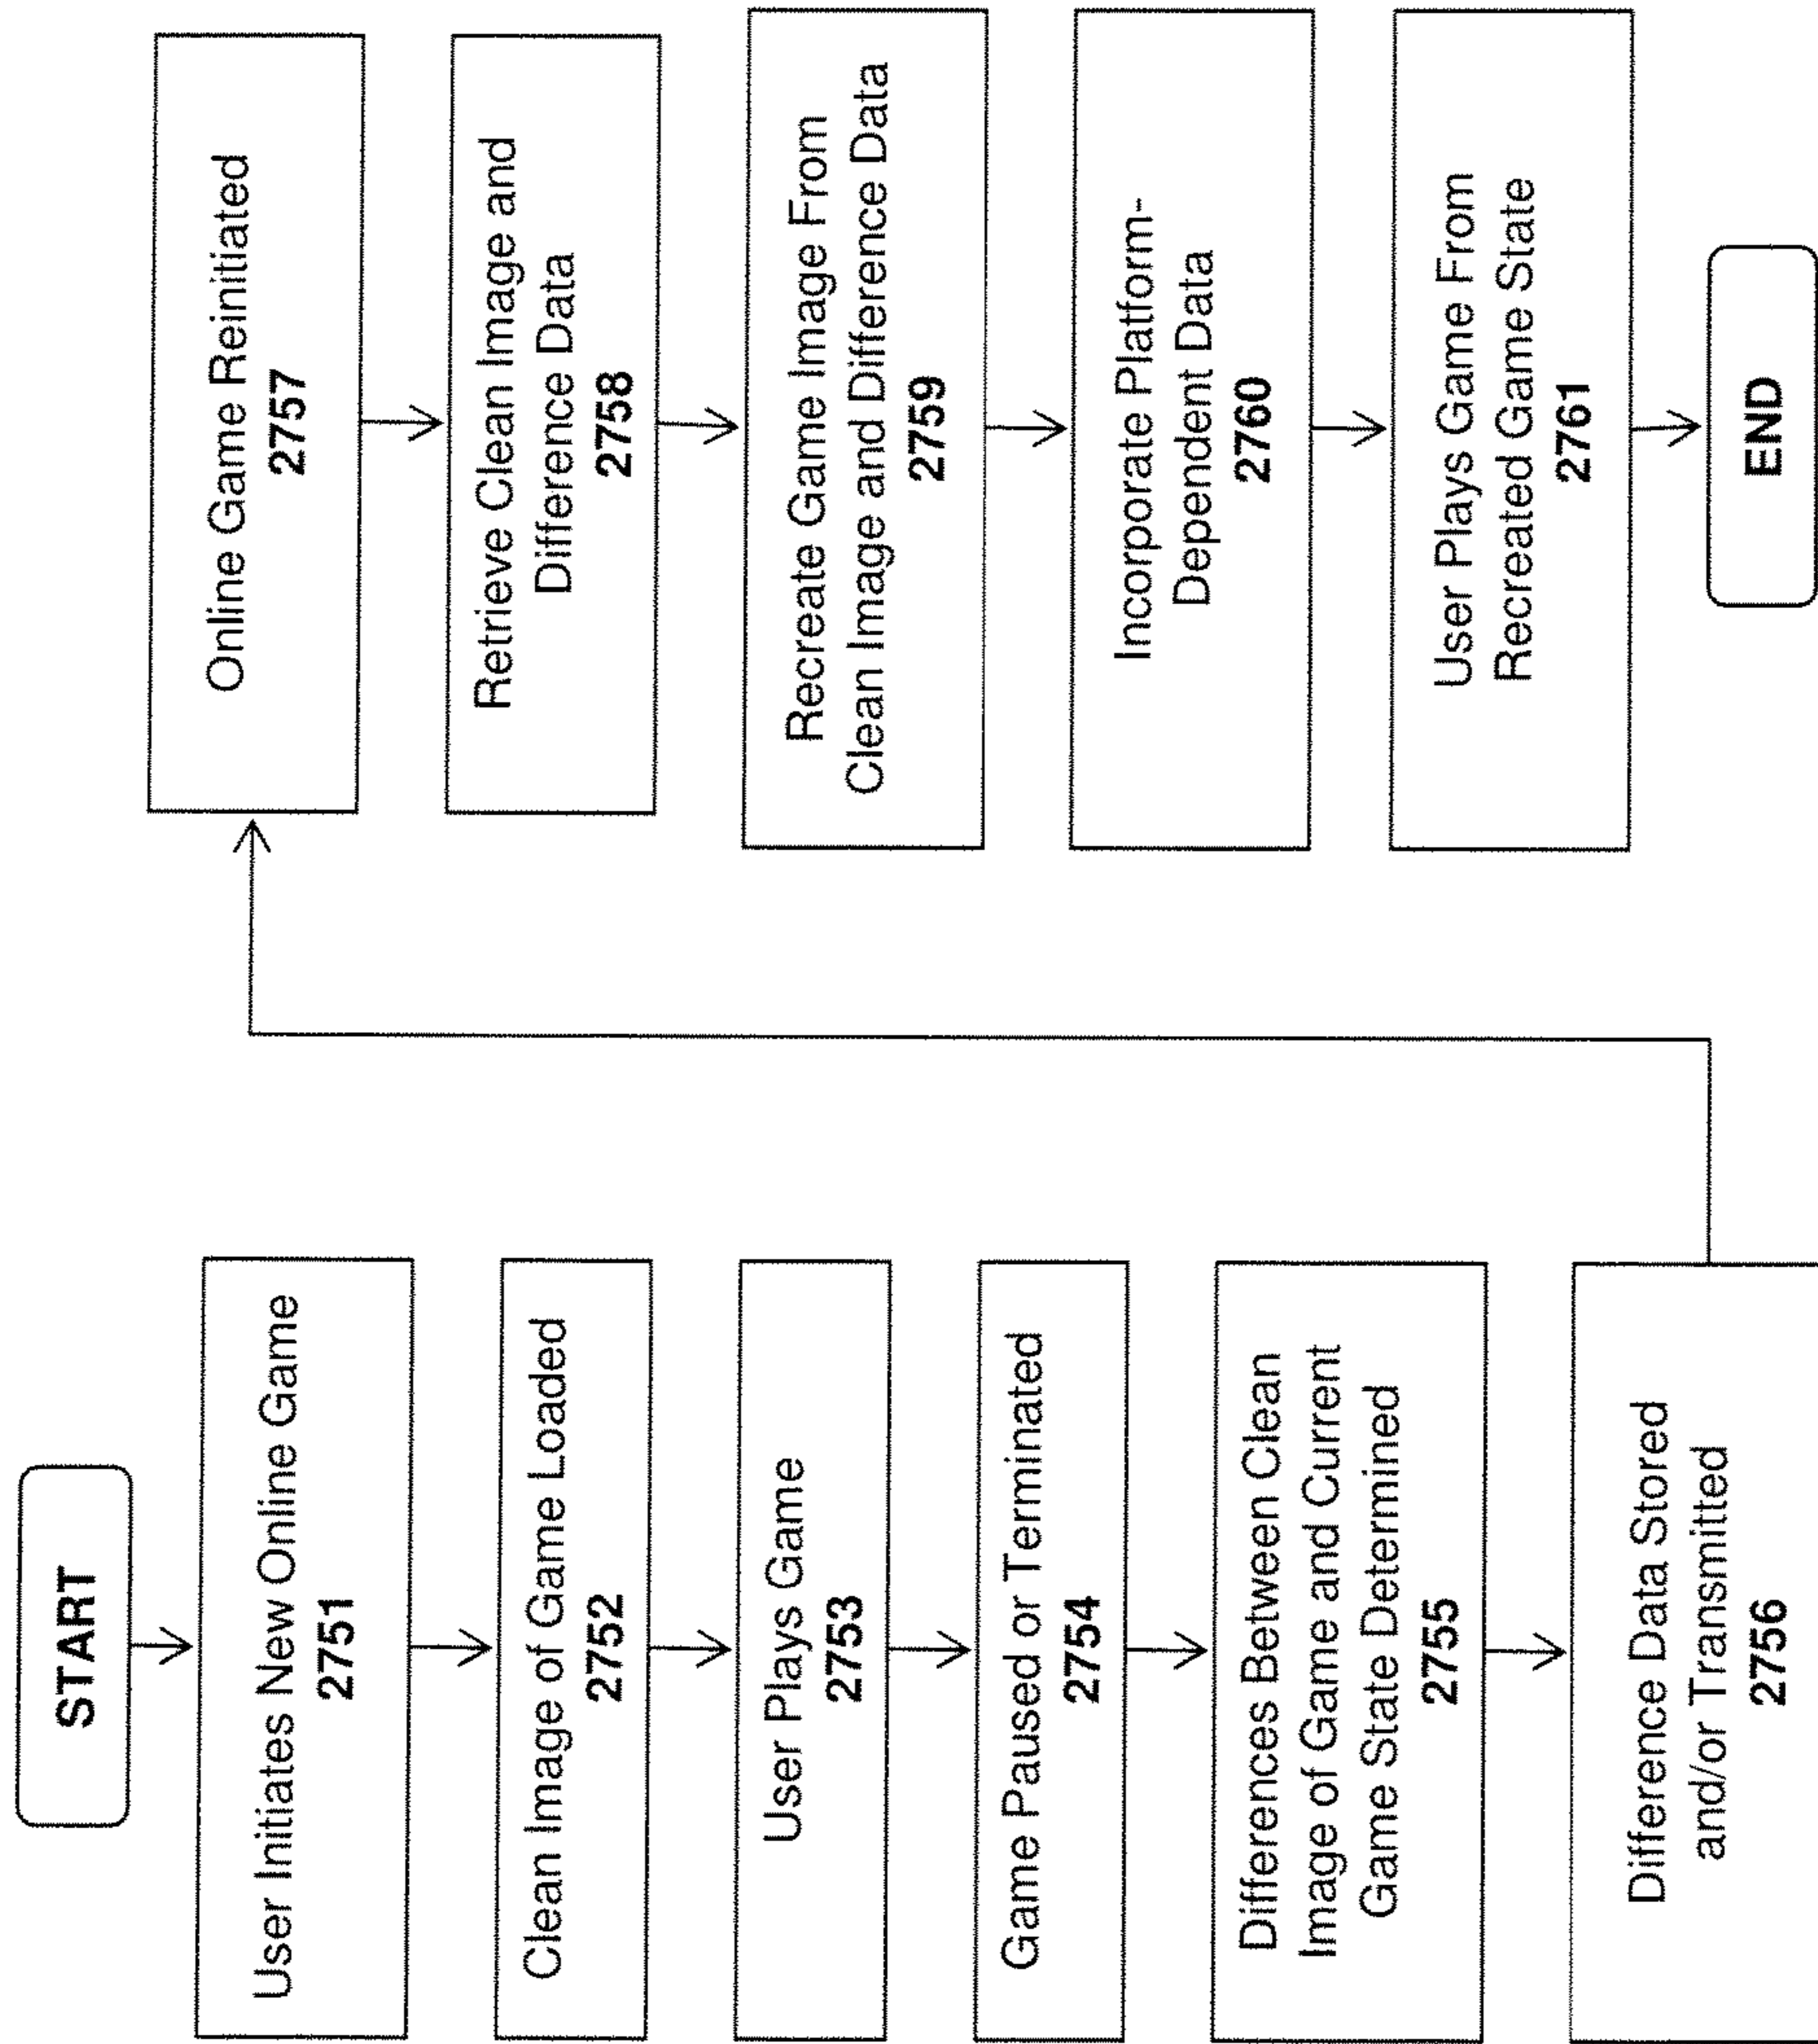 START
User Initiates New Online Game
2751
Clean Image of Game Loaded
2752
User Plays Game
2753
Game Paused or Terminated
2754
Differences Between Clean
Image of Game and Current
Game State Determined
2755
Difference Data Stored
and/or Transmitted
2756
Online Game Reinitiated
2757
Retrieve Clean Image and
Difference Data
2758
Recreate Game Image From
Clean Image and Difference Data
2759
Incorporate Platform-
Dependent Data
2760
User Plays Game From
Recreated Game State
2761
END